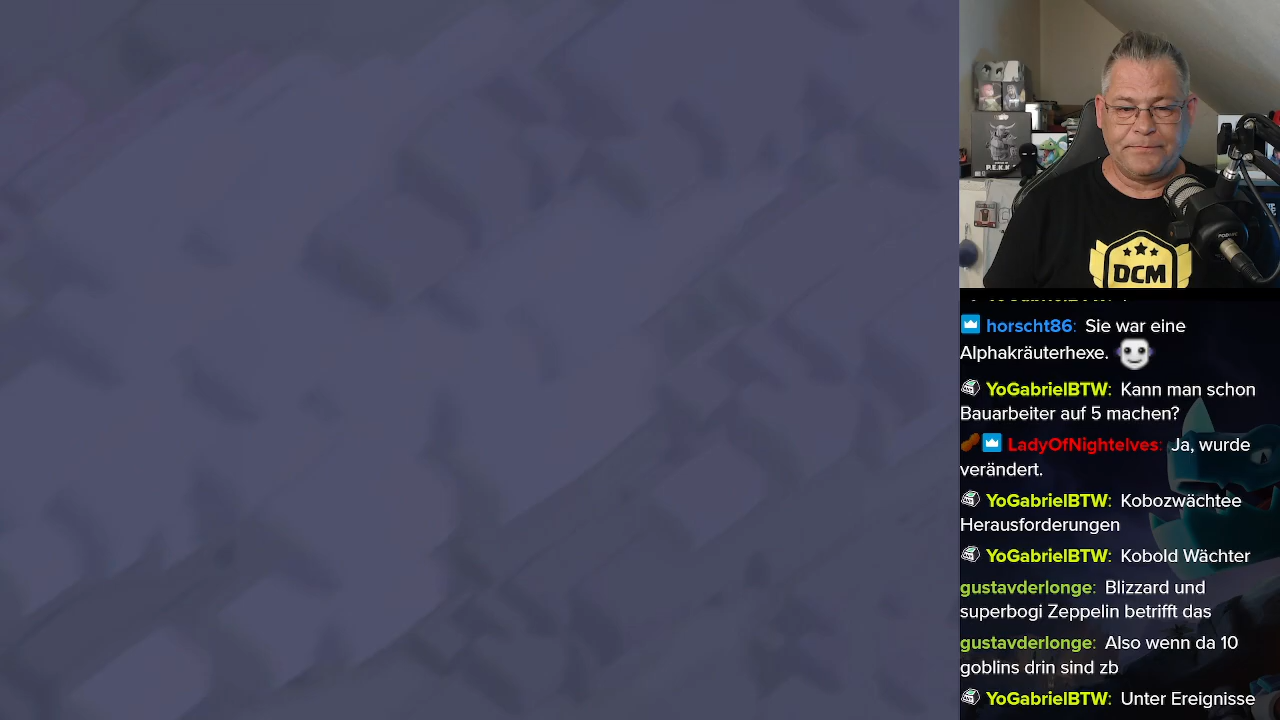 P.E.K.K
PODMIC
DCM
horscht86: Sie war eine
Alphakräuterhexe.
YoGabrielBTW: Kann man schon
Bauarbeiter auf 5 machen?
LadyOfNightelves: Ja, wurde
verändert.
YoGabrielBTW: Kobozwächtee
Herausforderungen
YoGabrielBTW: Kobold Wächter
gustavderlonge: Blizzard und
superbogi Zeppelin betrifft das
gustavderlonge: Also wenn da 10
goblins drin sind zb
YoGabrielBTW: Unter Ereignisse